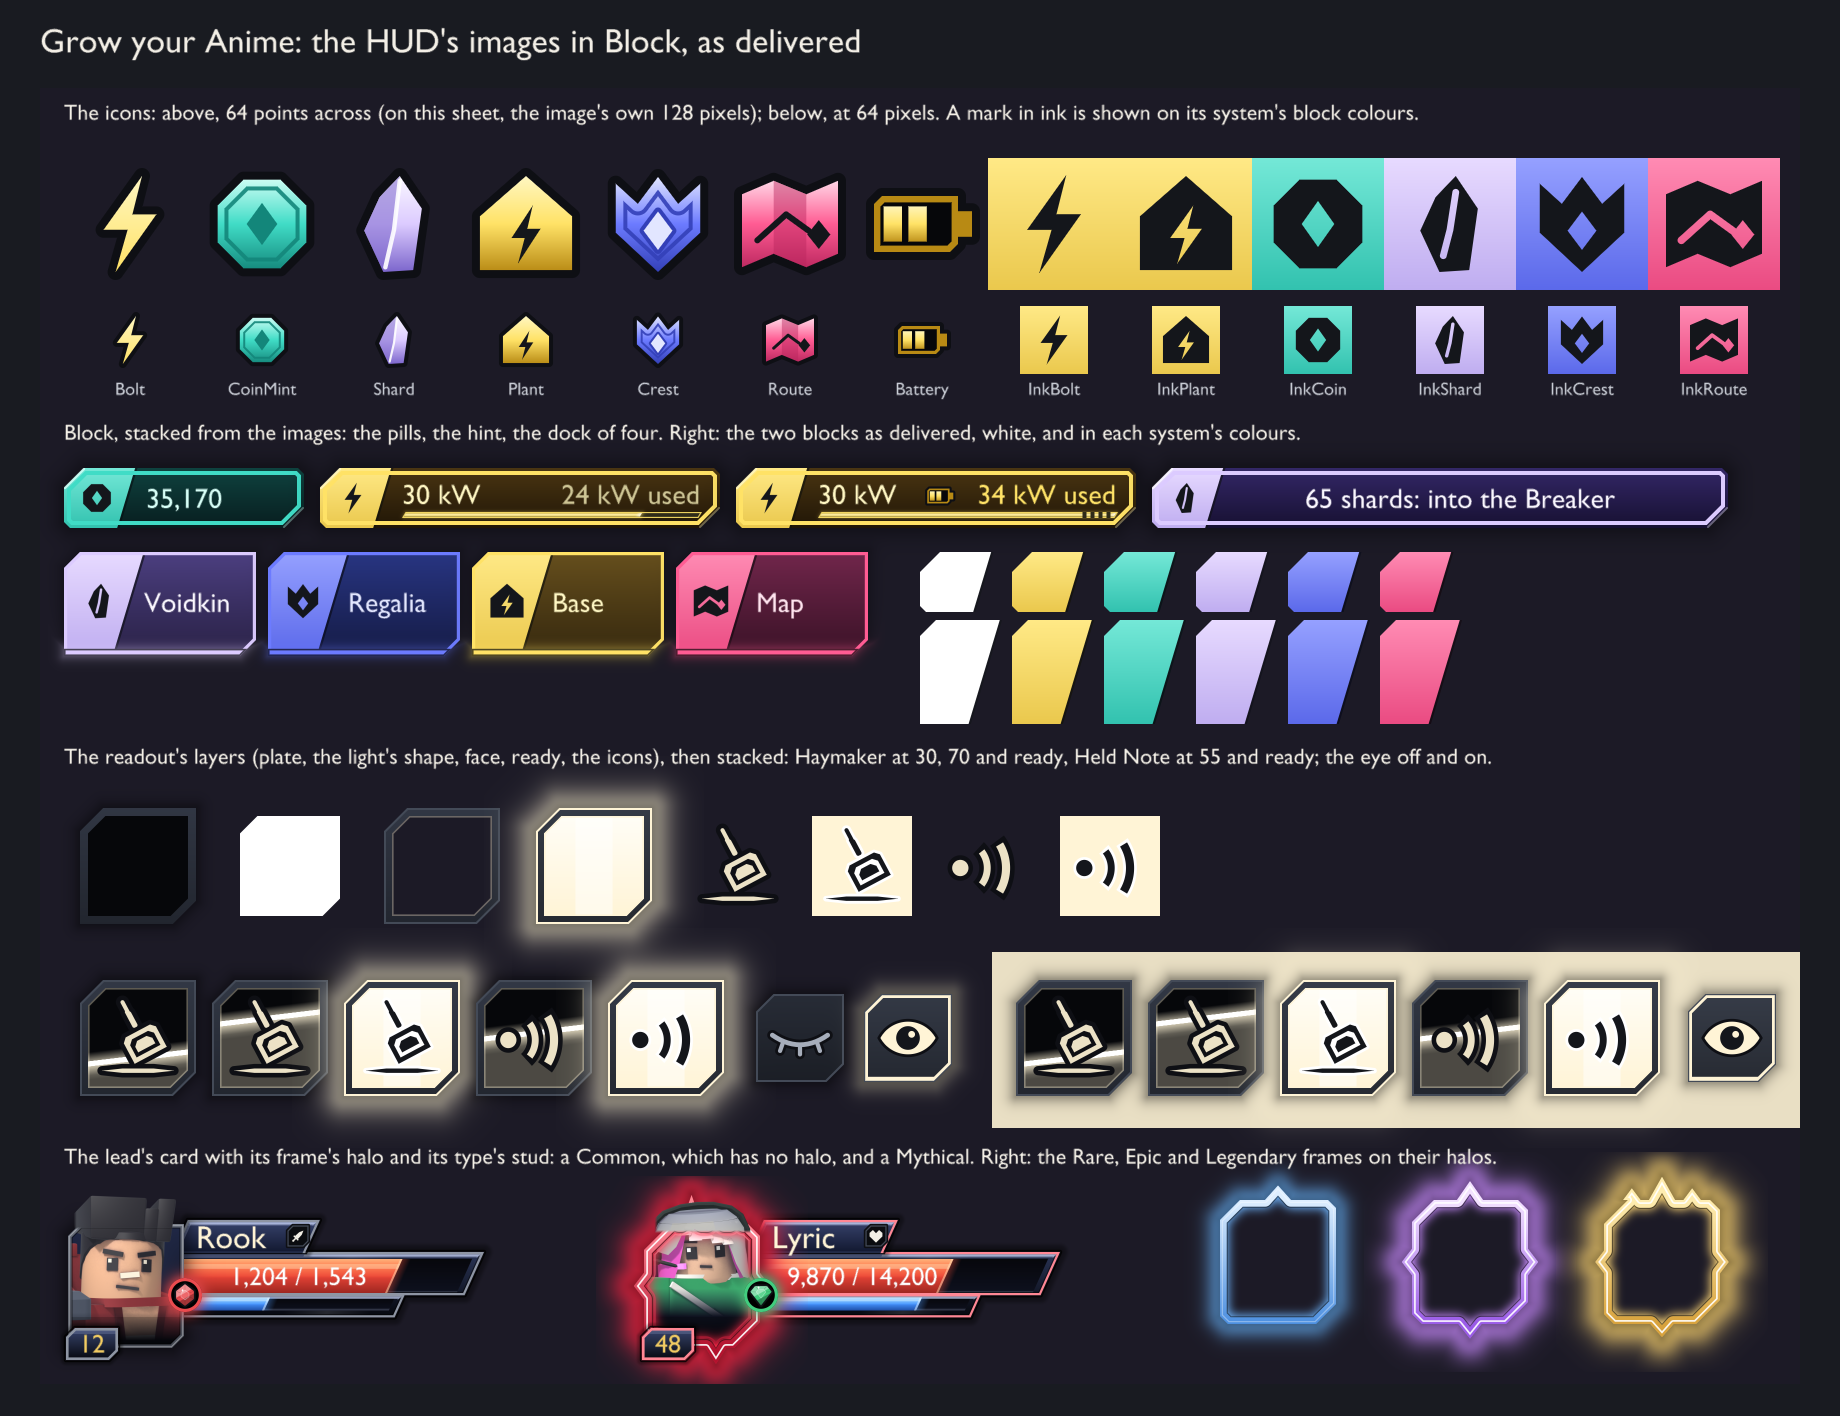 Grow your Anime: the HUD's images in Block, as delivered
The icons: above, 64 points across (on this sheet, the image's own 128 pixels); below, at 64 pixels. A mark in ink is shown on its system's block colours.
Bolt CoinMint Shard Plant Crest Route Battery InkBolt InkPlant InkCoin InkShard InkCrest InkRoute
Block, stacked from the images: the pills, the hint, the dock of four. Right: the two blocks as delivered, white, and in each system's colours.
35,170 30 kW 24 kW used 30 kW 34 kW used 65 shards: into the Breaker
Voidkin Regalia Base Map
The readout's layers (plate, the light's shape, face, ready, the icons), then stacked: Haymaker at 30, 70 and ready, Held Note at 55 and ready; the eye off and on.
The lead's card with its frame's halo and its type's stud: a Common, which has no halo, and a Mythical. Right: the Rare, Epic and Legendary frames on their halos.
Rook Lyric
1,204 / 1,543 9,870 / 14,200
12 48